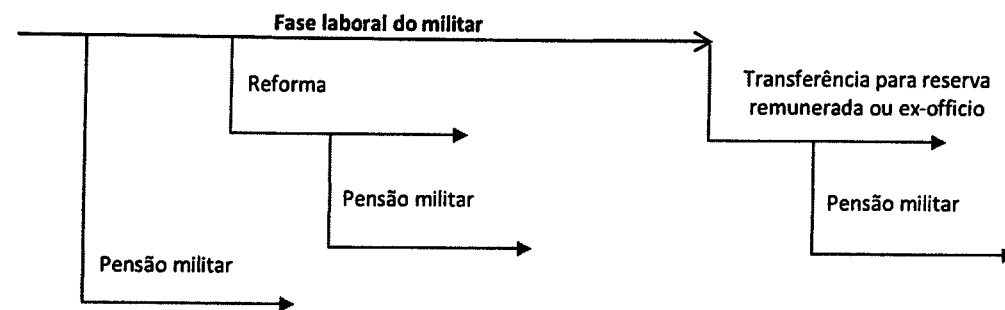 Fase laboral do militar
Reforma
Transferência para reserva
remunerada ou ex-officio
Pensão militar
Pensão militar
Pensão militar